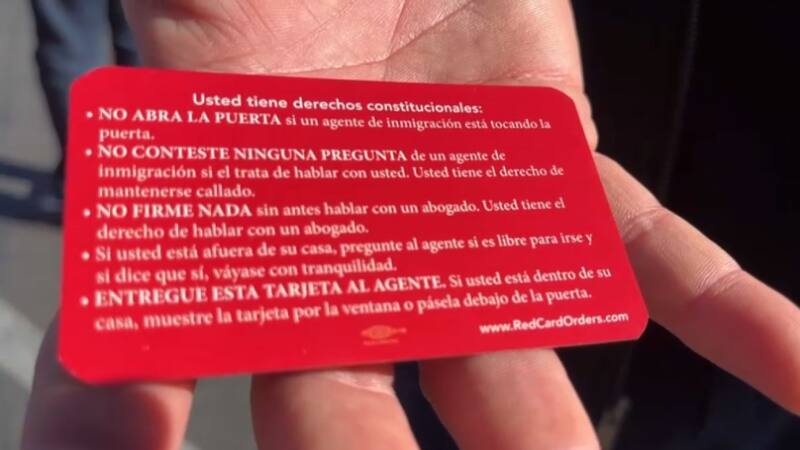 Usted tiene derechos constitucionales:
• NO ABRA LA PUERTA si un agente de inmigración está tocando la
puerta.
• NO CONTESTE NINGUNA PREGUNTA de un agente de
inmigración si el trata de hablar con usted. Usted tiene el derecho de
mantenerse callado.
• NO FIRME NADA sin antes hablar con un abogado. Usted tiene el
derecho de hablar con un abogado.
• Si usted está afuera de su casa, pregunte al agente si es libre para irse y
si dice que sí, váyase con tranquilidad.
• ENTREGUE ESTA TARJETA AL AGENTE. Si usted está dentro de su
casa, muestre la tarjeta por la ventana o pásela debajo de la puerta.
www.RedCardOrders.com